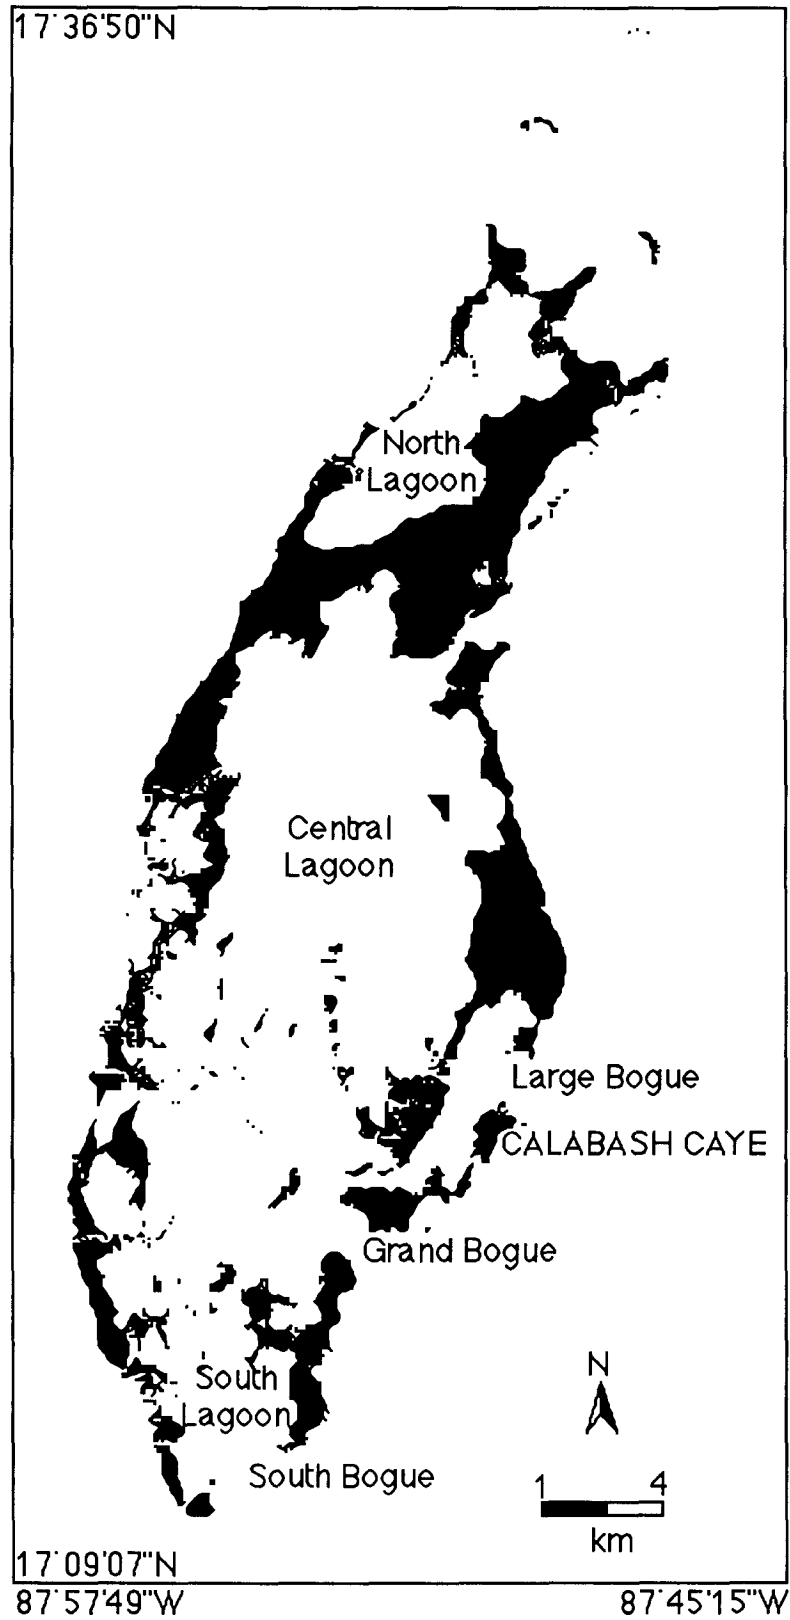 17°36'50"N
North
Lagoon
Central
Lagoon
Large Bogue
CALABASH CAYE
Grand Bogue
N
South
Lagoon
South Bogue
1 4
km
17°09'07"N
87°57'49"W 87°45'15"W